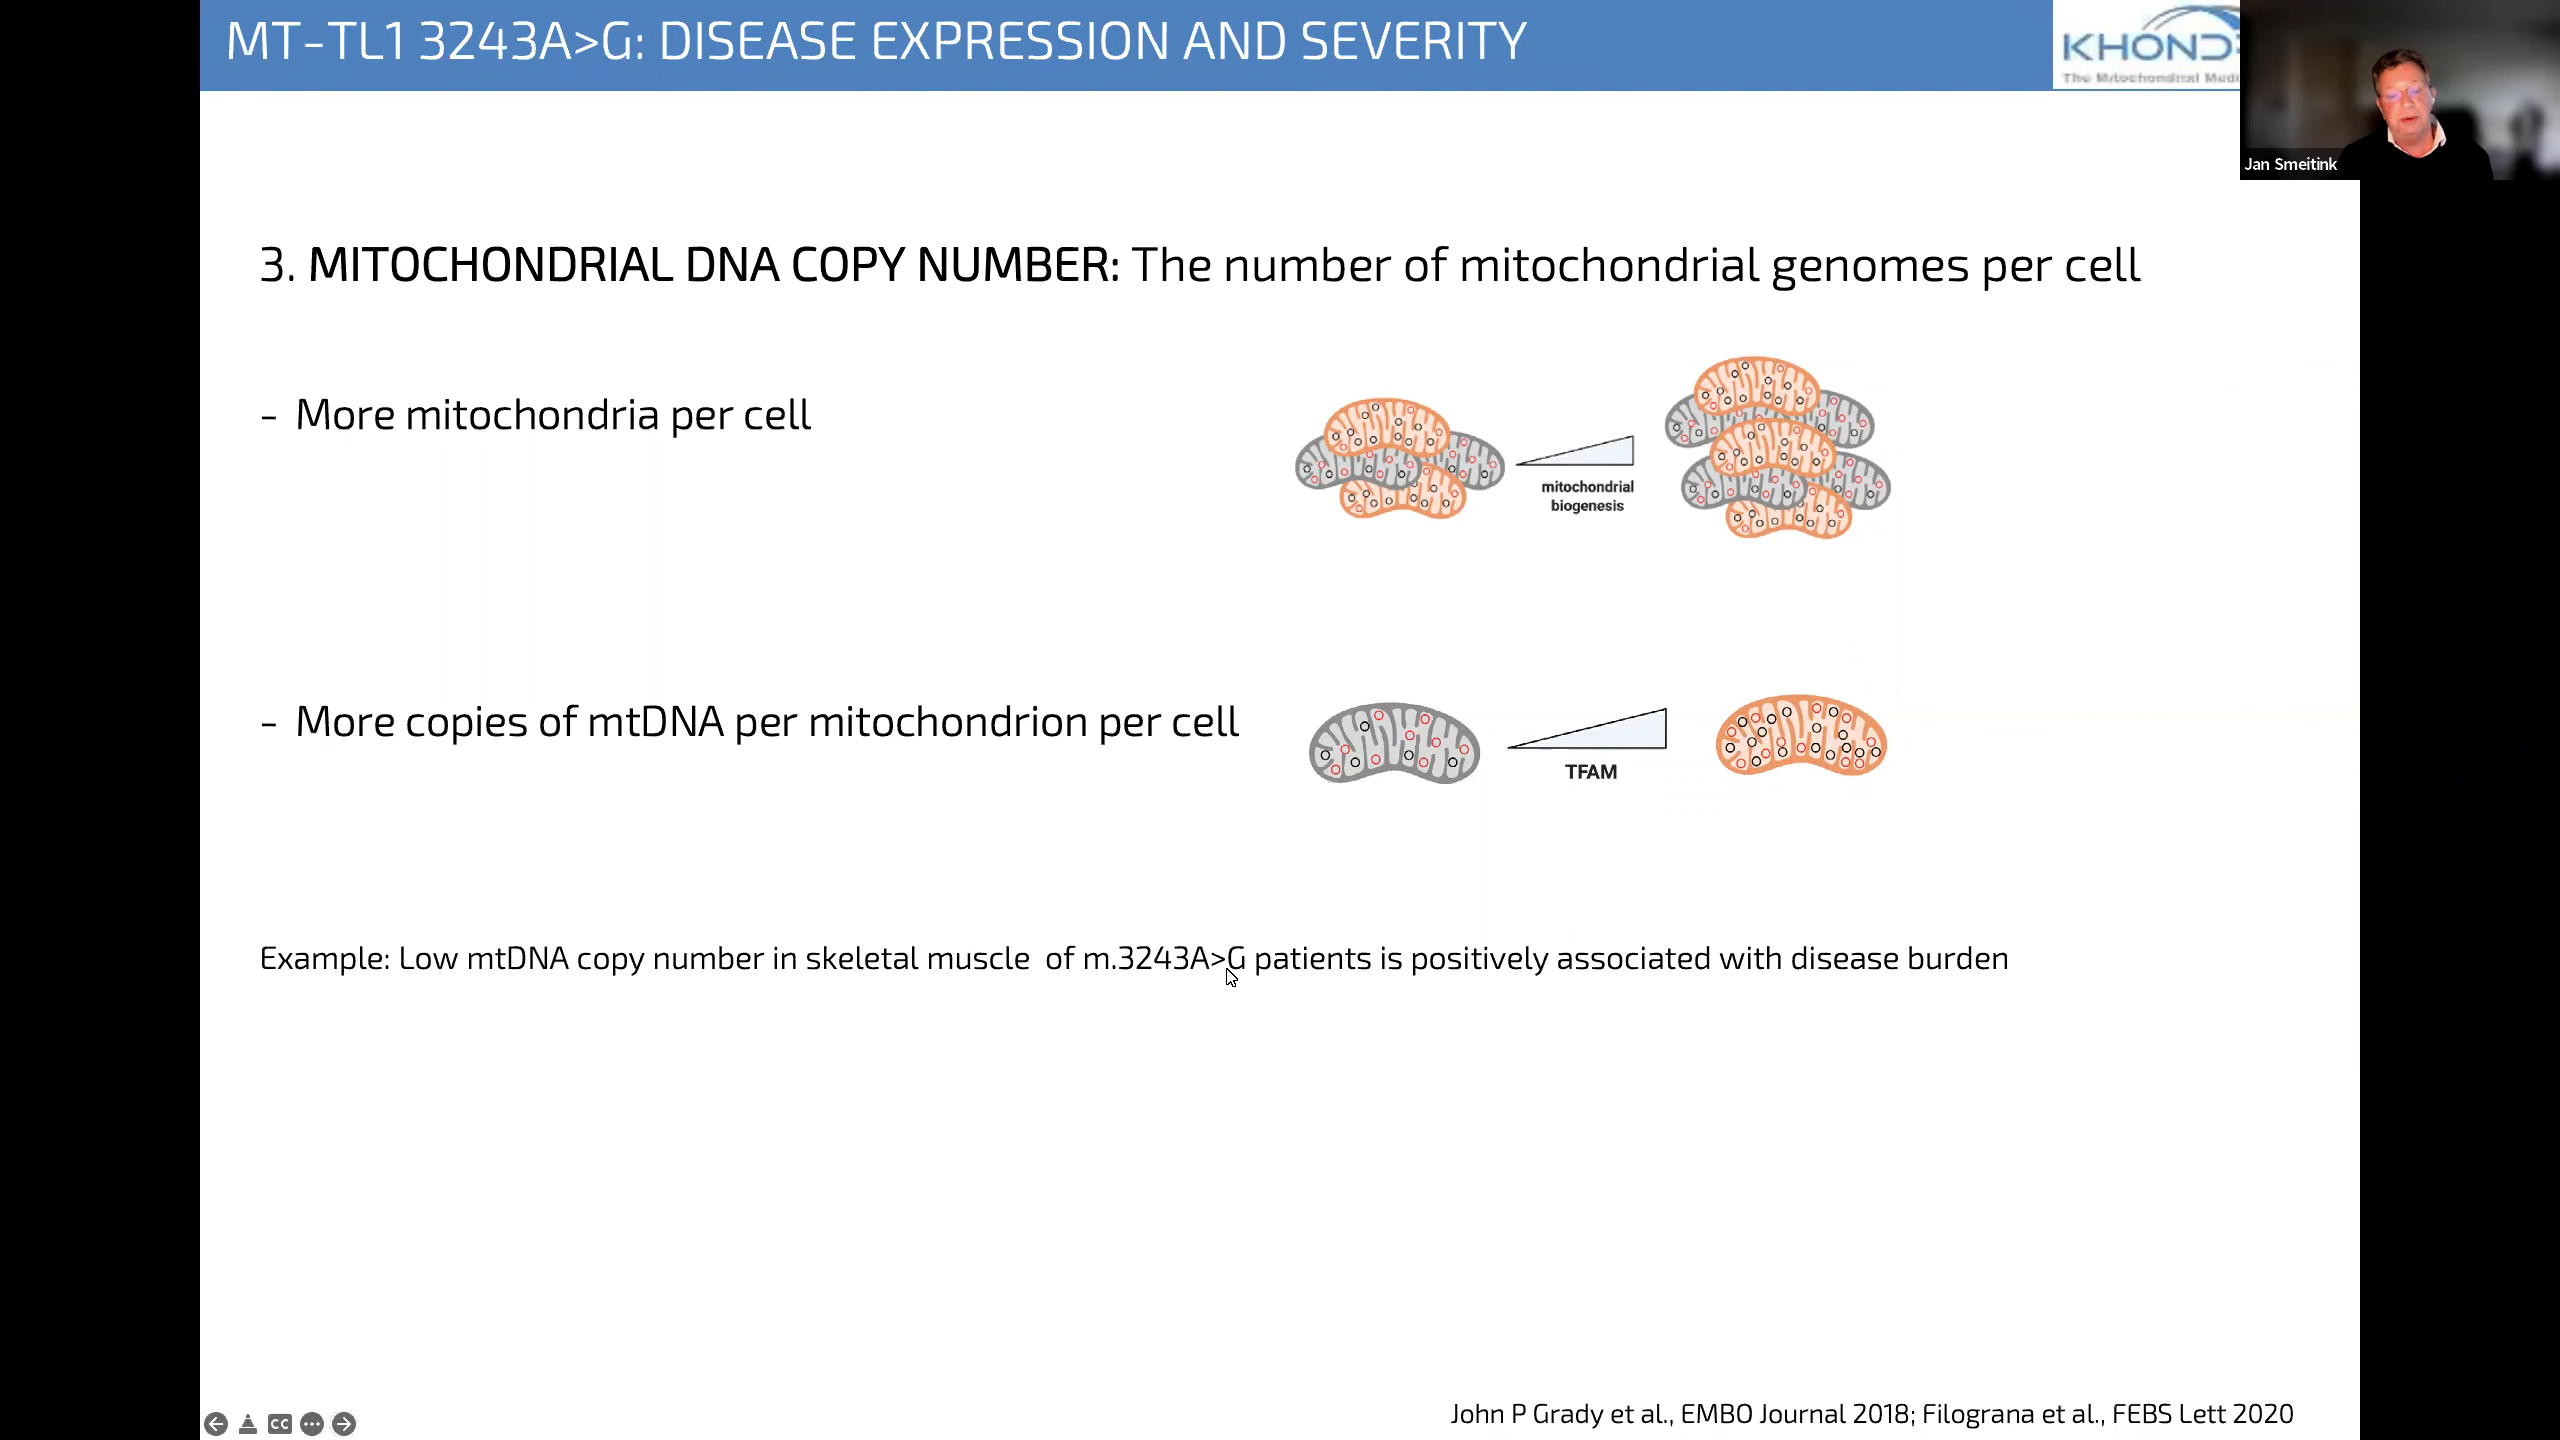 MT-TL1 3243A>G: DISEASE EXPRESSION AND SEVERITY
The Mitochondrial
Jan Smeitink
3. MITOCHONDRIAL DNA COPY NUMBER: The number of mitochondrial genomes per cell
- More mitochondria per cell
mitochondrial
biogenesis
- More copies of mtDNA per mitochondrion per cell
TFAM
Example: Low mtDNA copy number in skeletal muscle of m.3243A>G patients is positively associated with disease burden
CC
John P Grady et al., EMBO Journal 2018; Filograna et al., FEBS Lett 2020